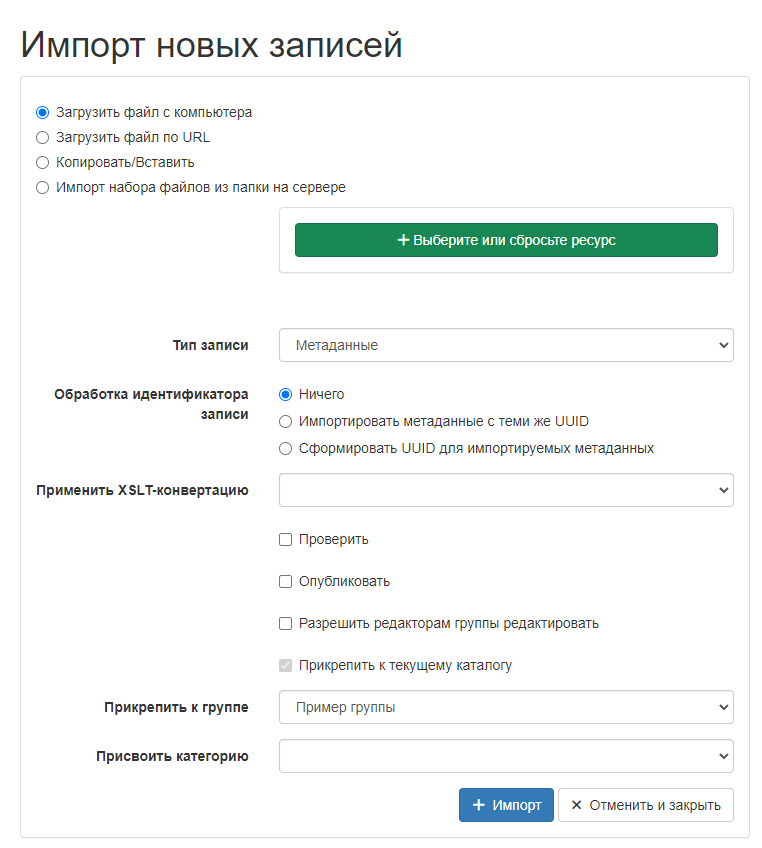 Импорт новых записей
Загрузить файл с компьютера
Загрузить файл по URL
Копировать/Вставить
Импорт набора файлов из папки на сервере
Выберите или сбросьте ресурс
Тип записи
Метаданные
Обработка идентификатора
записи
Ничего
Импортировать метаданные с теми же UUID
Сформировать UUID для импортируемых метаданных
Применить XSLT-конвертацию
Проверить
Опубликовать
Разрешить редакторам группы редактировать
Прикрепить к текущему каталогу
Прикрепить к группе
Пример группы
Присвоить категорию
Импорт
Отменить и закрыть